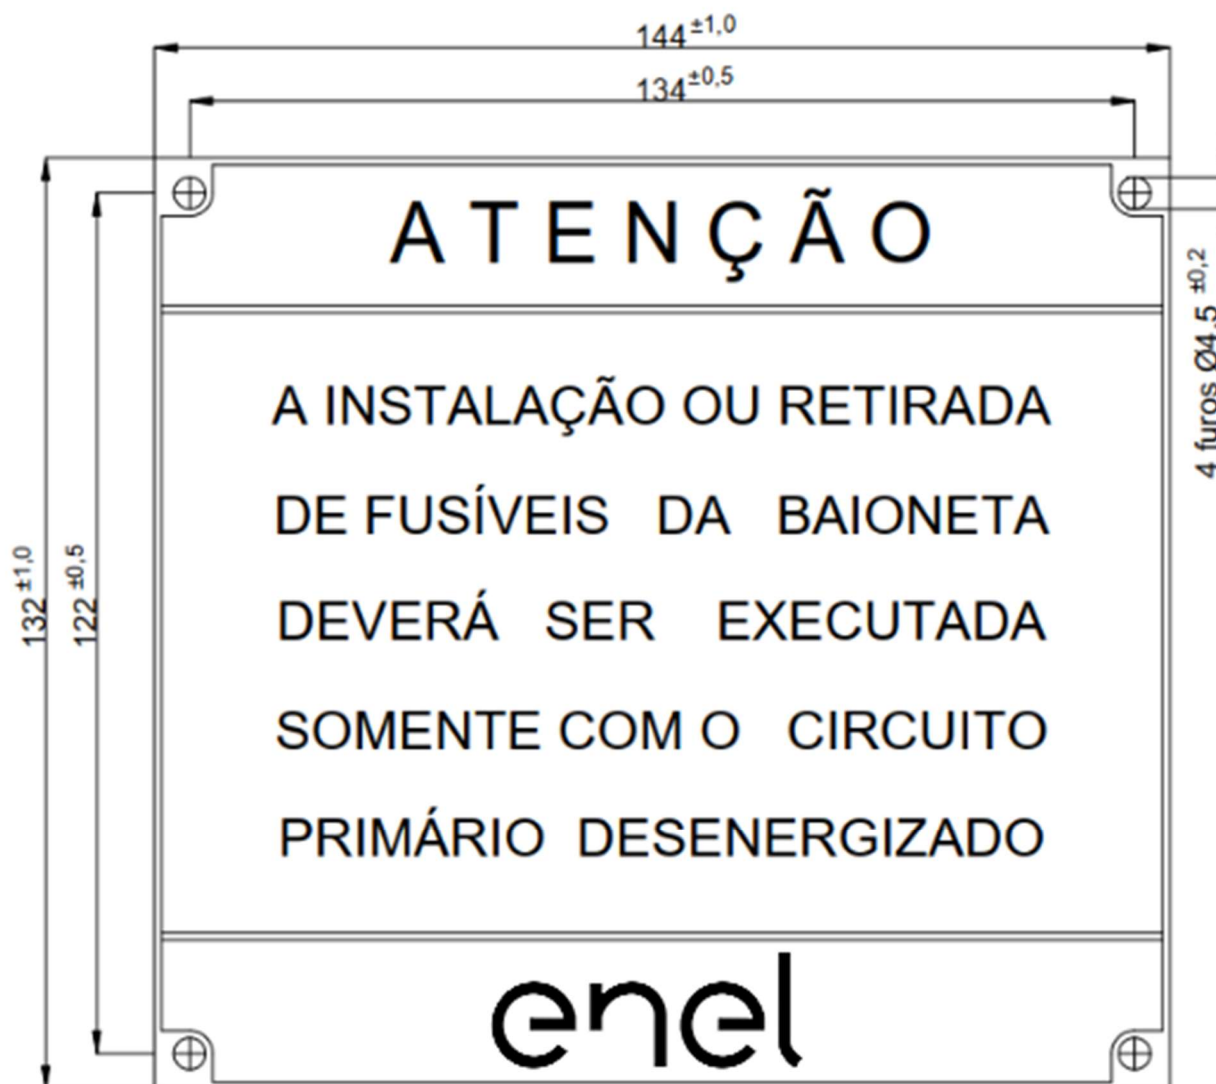 144±1,0
134±0,5
ATENÇÃO
A INSTALAÇÃO OU RETIRADA
DE FUSÍVEIS DA BAIONETA
DEVERÁ SER EXECUTADA
SOMENTE COM O CIRCUITO
PRIMÁRIO DESENERGIZADO
enel
132±1,0
122±0,5
4 furos Ø4,5 ±0,2